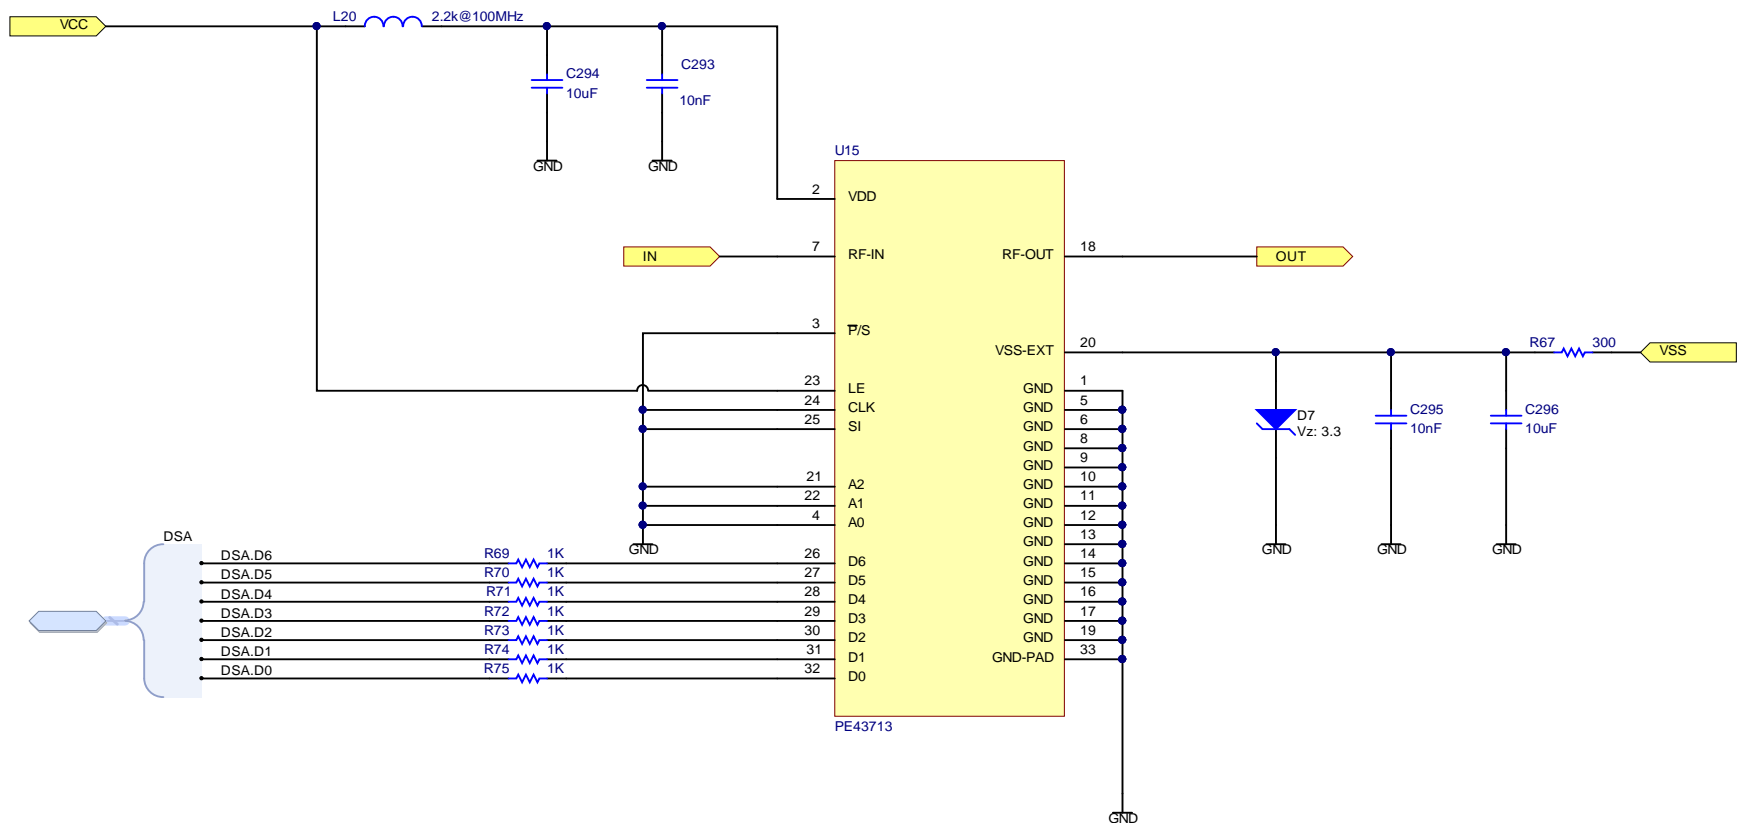 VCC
L20 2.2k@100MHz
C294
10uF
C293
10nF
GND
GND
U15
2 VDD
IN
7 RF-IN
RF-OUT 18
OUT
3 P̅/S
VSS-EXT 20
R67 300
VSS
23 LE
24 CLK
25 SI
21 A2
22 A1
4 A0
GND
GND 1
GND 5
GND 6
GND 8
GND 9
GND 10
GND 11
GND 12
GND 13
GND 14
GND 15
GND 16
GND 17
GND 19
GND-PAD 33
D7
Vz: 3.3
C295
10nF
C296
10uF
GND
GND
GND
DSA
DSA.D6 R69 1K 26 D6
DSA.D5 R70 1K 27 D5
DSA.D4 R71 1K 28 D4
DSA.D3 R72 1K 29 D3
DSA.D2 R73 1K 30 D2
DSA.D1 R74 1K 31 D1
DSA.D0 R75 1K 32 D0
PE43713
GND